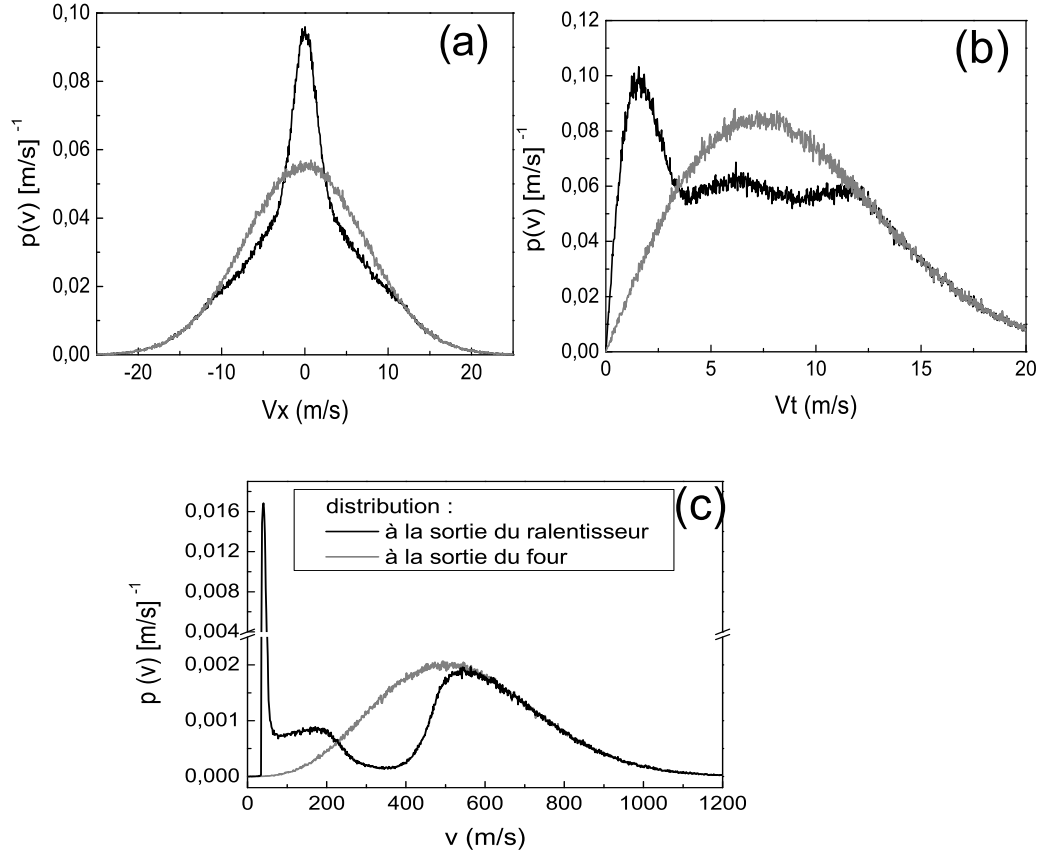 (a)
0,10
0,08
0,06
0,04
0,02
0,00
p(v) [m/s] -1
-20 -10 0 10 20
Vx (m/s)
(b)
0,12
0,10
0,08
0,06
0,04
0,02
0,00
p(v) [m/s] -1
0 5 10 15 20
Vt (m/s)
(c)
distribution :
à la sortie du ralentisseur
à la sortie du four
0,016
0,012
0,008
0,004
0,002
0,001
0,000
p (v) [m/s] -1
0 200 400 600 800 1000 1200
v (m/s)